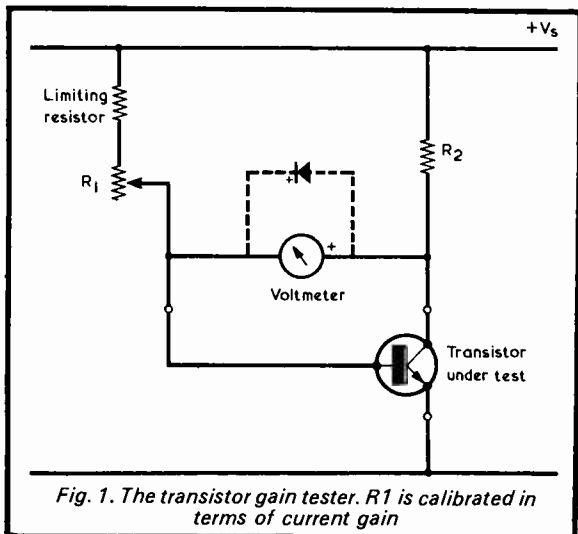 +Vs
Limiting
resistor
R1
R2
+
+
Voltmeter
Transistor
under test
Fig. 1. The transistor gain tester. R1 is calibrated in
terms of current gain